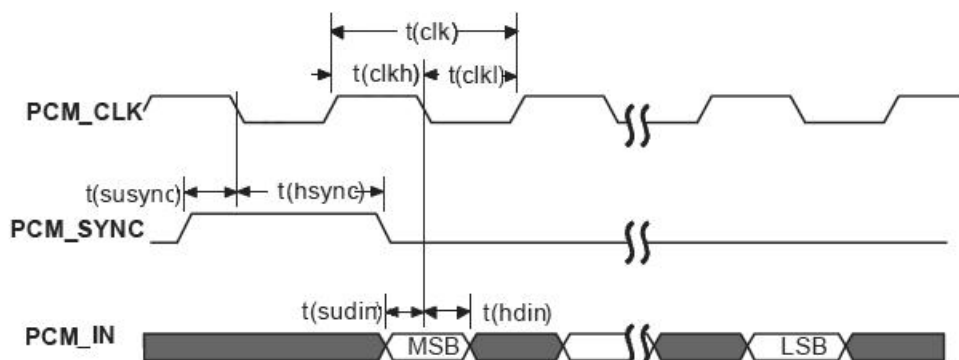 t(clk)
t(clkh) t(clkl)
PCM_CLK
t(susync) t(hsync)
PCM_SYNC
t(sudin) t(hdin)
PCM_IN MSB LSB